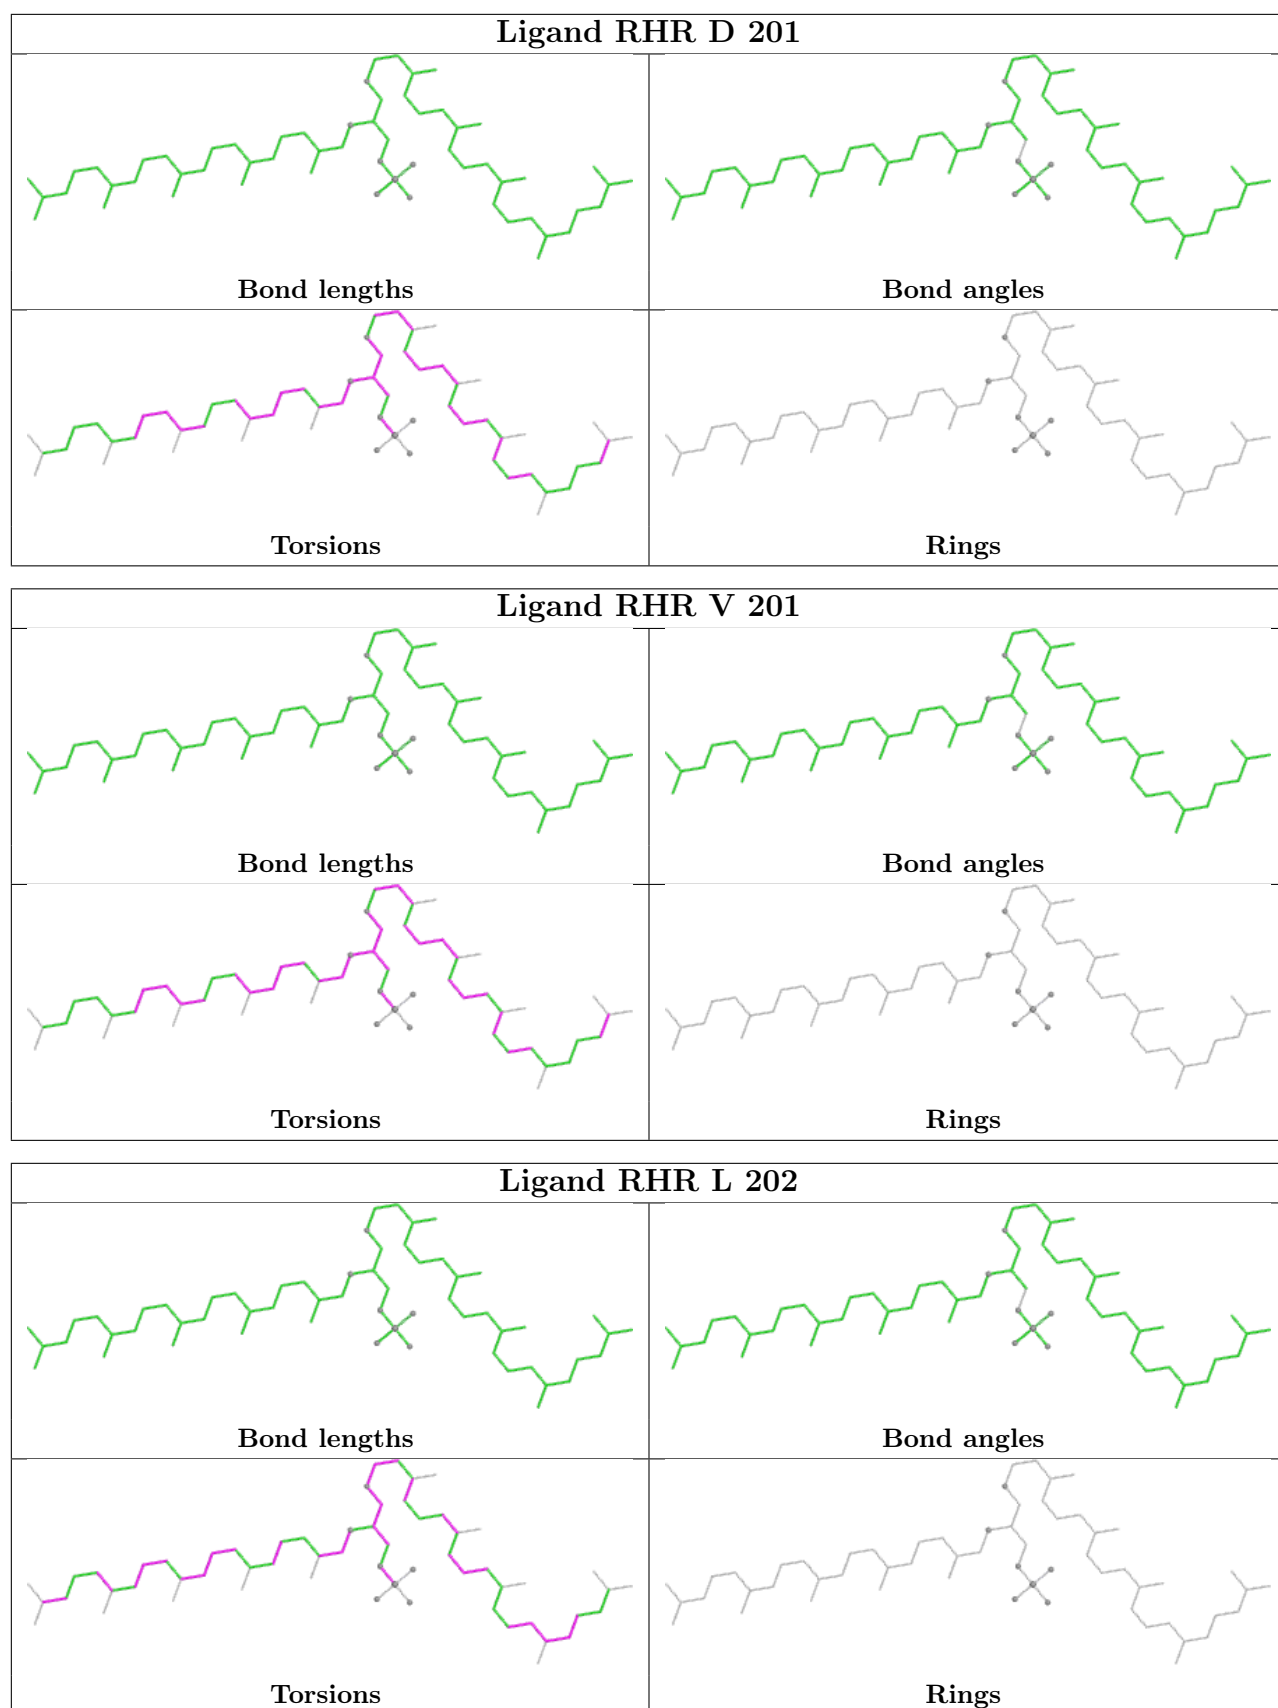 Ligand RHR D 201
Bond lengths
Bond angles
Torsions
Rings
Ligand RHR V 201
Bond lengths
Bond angles
Torsions
Rings
Ligand RHR L 202
Bond lengths
Bond angles
Torsions
Rings